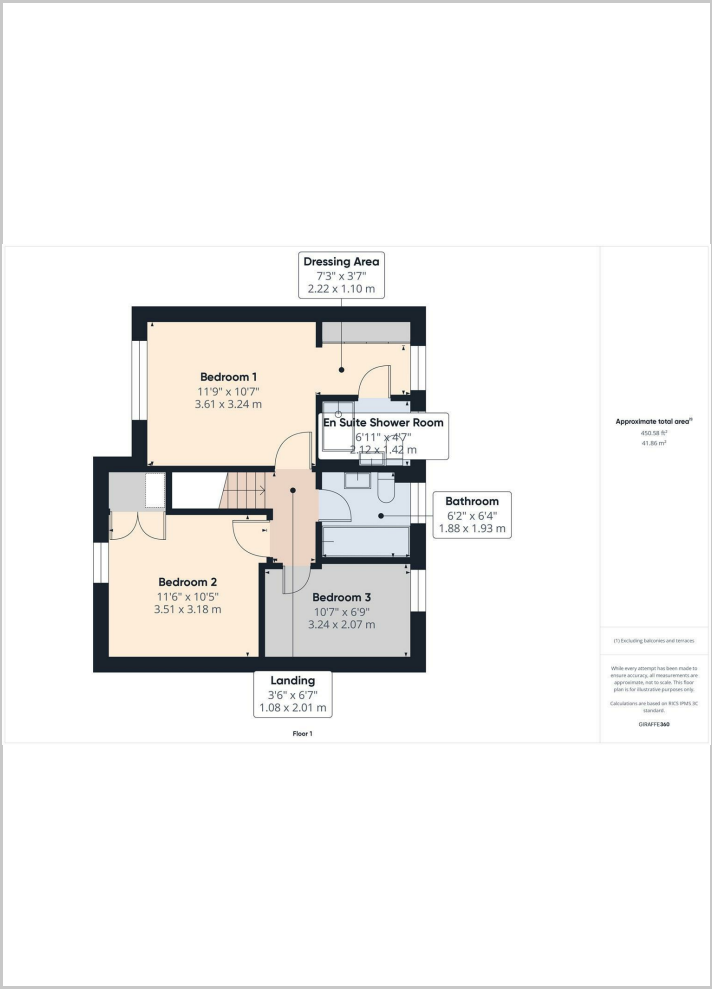 Dressing Area
7'3" x 3'7"
2.22 x 1.10 m
Bedroom 1
11'9" x 10'7"
3.61 x 3.24 m
En Suite Shower Room
6'11" x 4'7"
2.12 x 1.42 m
Bathroom
6'2" x 6'4"
1.88 x 1.93 m
Bedroom 2
11'6" x 10'5"
3.51 x 3.18 m
Bedroom 3
10'7" x 6'9"
3.24 x 2.07 m
Landing
3'6" x 6'7"
1.08 x 2.01 m
Floor 1
Approximate total area(1)
450.58 ft²
41.86 m²
(1) Excluding balconies and terraces
While every attempt has been made to
ensure accuracy, all measurements are
approximate, not to scale. This floor
plan is for illustrative purposes only.
Calculations are based on RICS IPMS 3C
standard.
GIRAFFE360